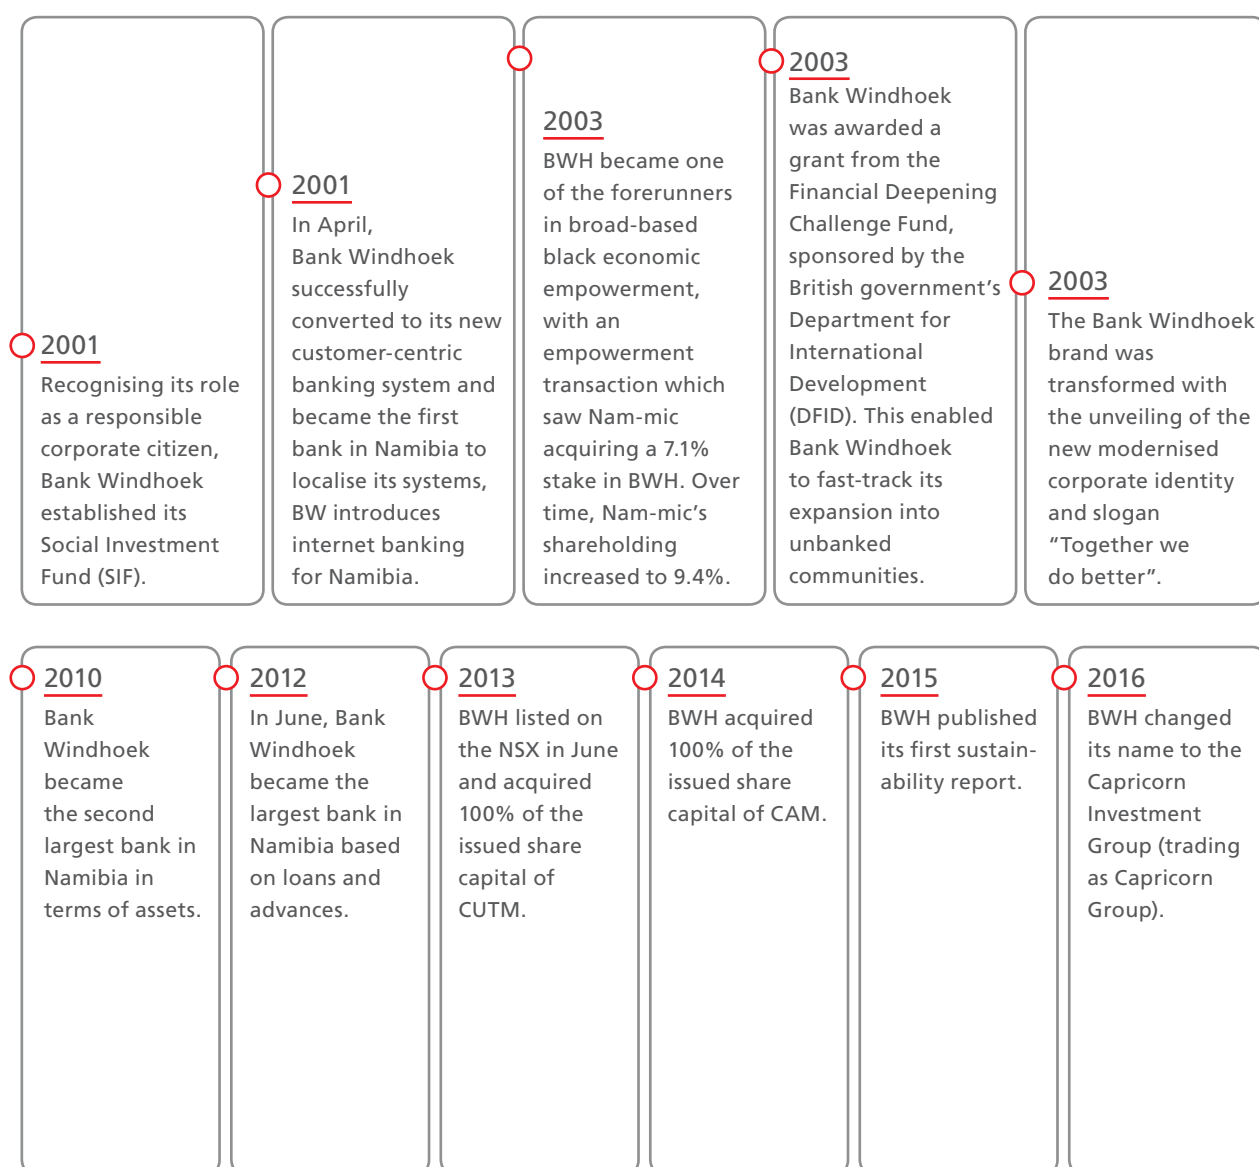 2001
Recognising its role
as a responsible
corporate citizen,
Bank Windhoek
established its
Social Investment
Fund (SIF).
2001
In April,
Bank Windhoek
successfully
converted to its new
customer-centric
banking system and
became the first
bank in Namibia to
localise its systems,
BW introduces
internet banking
for Namibia.
2003
BWH became one
of the forerunners
in broad-based
black economic
empowerment,
with an
empowerment
transaction which
saw Nam-mic
acquiring a 7.1%
stake in BWH. Over
time, Nam-mic’s
shareholding
increased to 9.4%.
2003
Bank Windhoek
was awarded a
grant from the
Financial Deepening
Challenge Fund,
sponsored by the
British government’s
Department for
International
Development
(DFID). This enabled
Bank Windhoek
to fast-track its
expansion into
unbanked
communities.
2003
The Bank Windhoek
brand was
transformed with
the unveiling of the
new modernised
corporate identity
and slogan
“Together we
do better”.
2010
Bank
Windhoek
became
the second
largest bank in
Namibia in
terms of assets.
2012
In June, Bank
Windhoek
became the
largest bank in
Namibia based
on loans and
advances.
2013
BWH listed on
the NSX in June
and acquired
100% of the
issued share
capital of
CUTM.
2014
BWH acquired
100% of the
issued share
capital of CAM.
2015
BWH published
its first sustain-
ability report.
2016
BWH changed
its name to the
Capricorn
Investment
Group (trading
as Capricorn
Group).